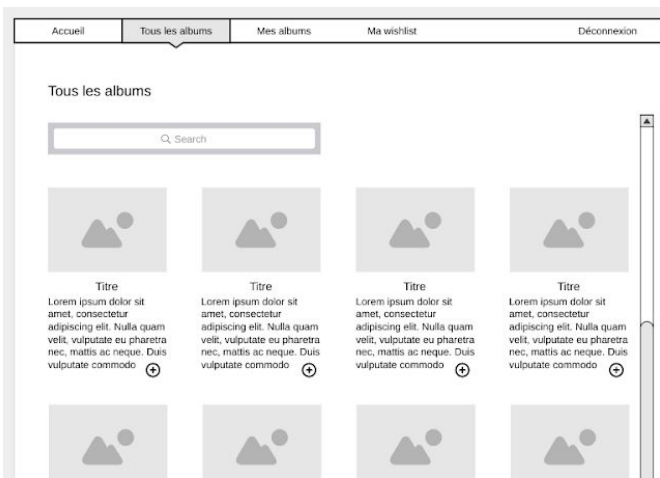 Accueil Tous les albums Mes albums Ma wishlist Déconnexion
Tous les albums
Search
Titre Titre Titre Titre
Lorem ipsum dolor sit Lorem ipsum dolor sit Lorem ipsum dolor sit Lorem ipsum dolor sit
amet, consectetur amet, consectetur amet, consectetur amet, consectetur
adipiscing elit. Nulla quam adipiscing elit. Nulla quam adipiscing elit. Nulla quam adipiscing elit. Nulla quam
velit, vulputate eu pharetra velit, vulputate eu pharetra velit, vulputate eu pharetra velit, vulputate eu pharetra
nec, mattis ac neque. Duis nec, mattis ac neque. Duis nec, mattis ac neque. Duis nec, mattis ac neque. Duis
vulputate commodo vulputate commodo vulputate commodo vulputate commodo